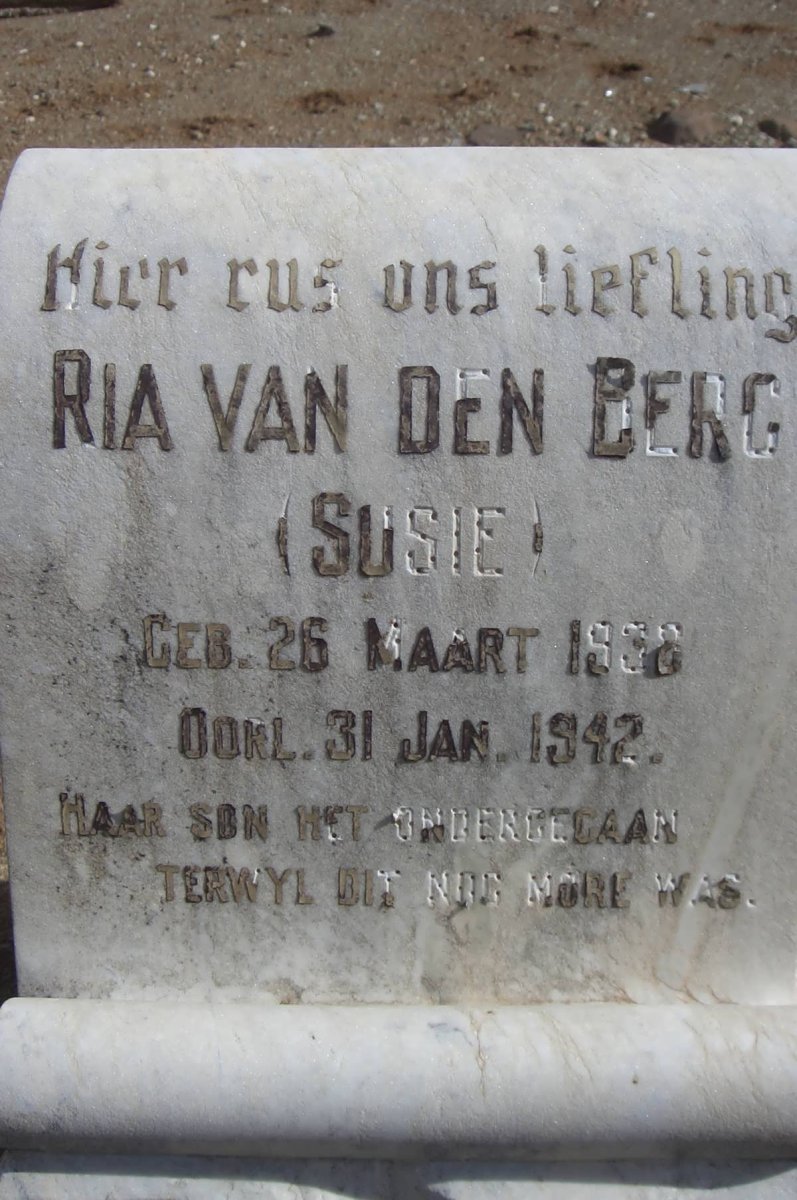 Hier rus ons liefling
RIA VAN DEN BERG
(SUSIE)
GEB. 26 MAART 1938
OORL. 31 JAN. 1942.
HAAR SON HET ONDERGEGAAN
TERWYL DIT NOG MÔRE WAS.